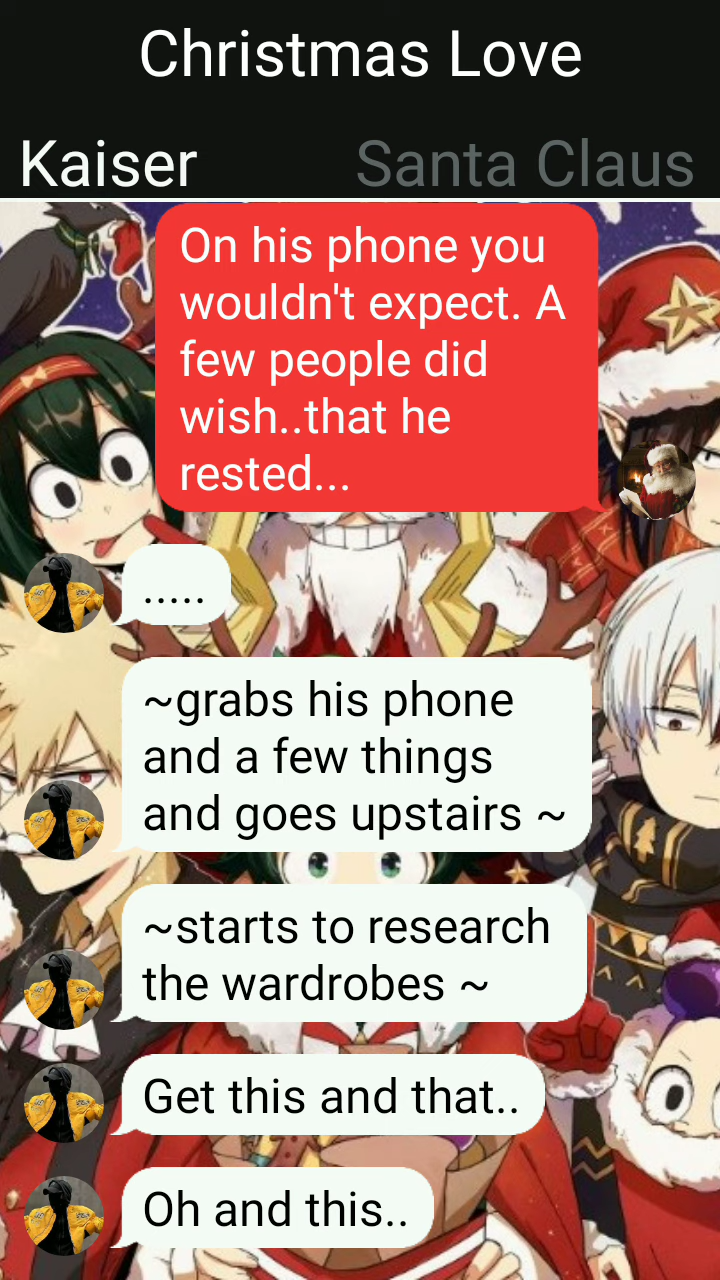 Christmas Love
Kaiser
Santa Claus
On his phone you
wouldn't expect. A
few people did
wish..that he
rested...
.....
~grabs his phone
and a few things
and goes upstairs ~
~starts to research
the wardrobes ~
Get this and that..
Oh and this..